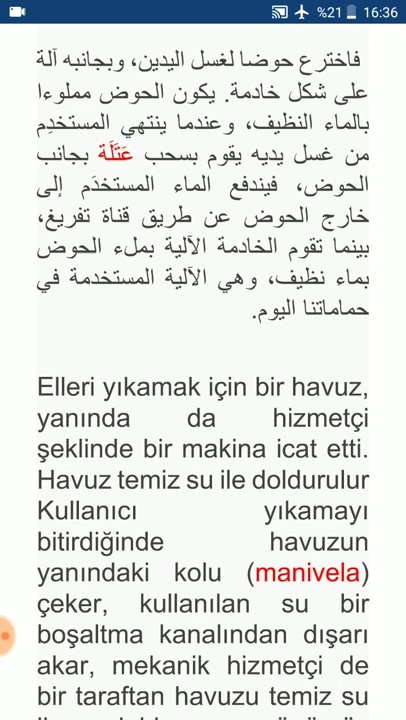 %21 16:36
فاخترع حوضا لغسل اليدين، وبجانبه آلة
على شكل خادمة. يكون الحوض مملوءا
بالماء النظيف، وعندما ينتهي المستخدِم
من غسل يديه يقوم بسحب عَتَلَة بجانب
الحوض، فيندفع الماء المستخدَم إلى
خارج الحوض عن طريق قناة تفريغ،
بينما تقوم الخادمة الآلية بملء الحوض
بماء نظيف، وهي الآلية المستخدمة في
حماماتنا اليوم.
Elleri yıkamak için bir havuz,
yanında da hizmetçi
şeklinde bir makina icat etti.
Havuz temiz su ile doldurulur
Kullanıcı yıkamayı
bitirdiğinde havuzun
yanındaki kolu (manivela)
çeker, kullanılan su bir
boşaltma kanalından dışarı
akar, mekanik hizmetçi de
bir taraftan havuzu temiz su